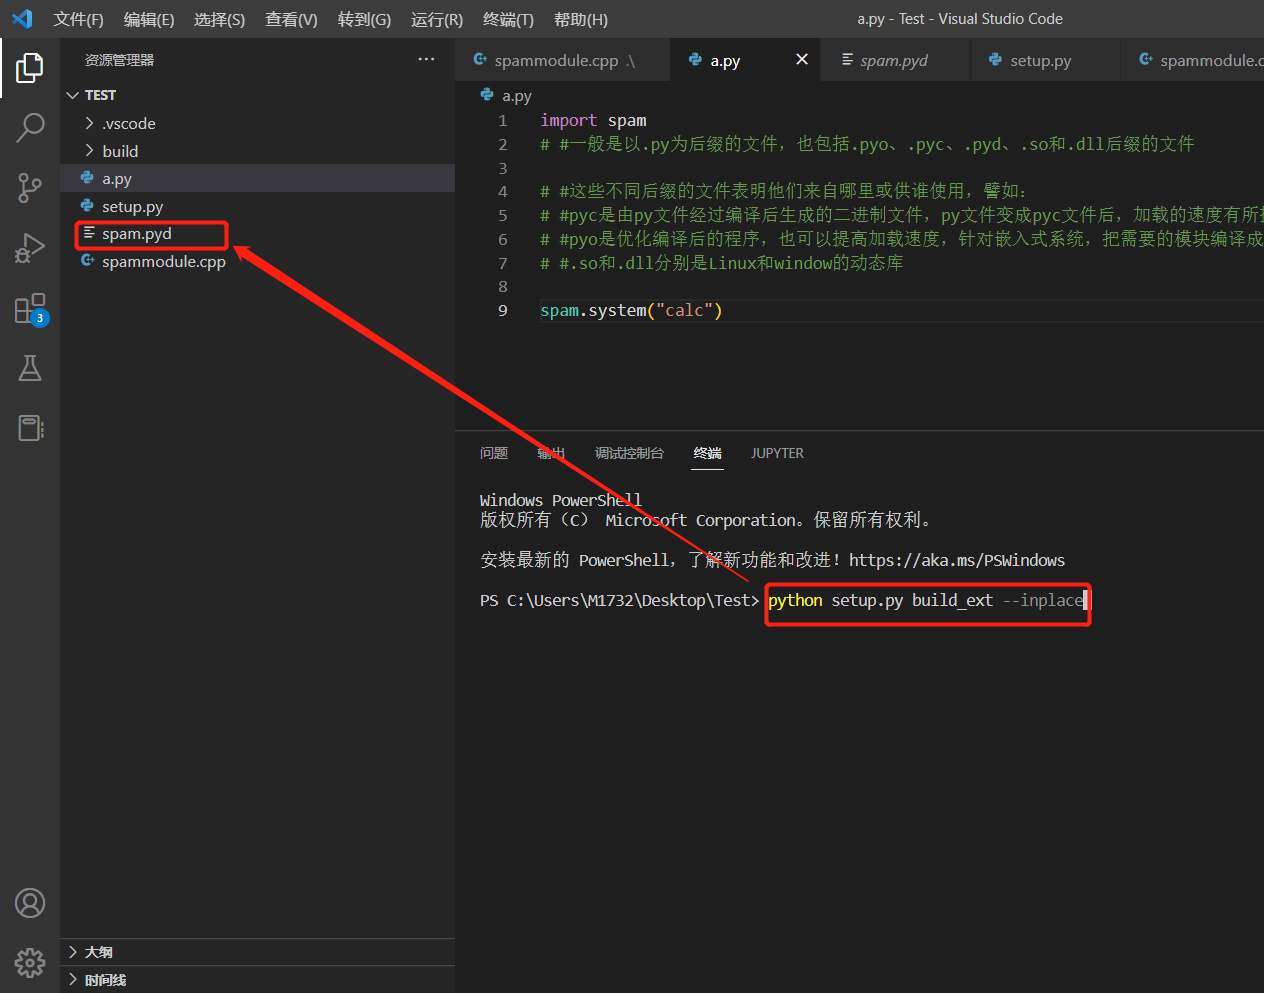 文件(F) 编辑(E) 选择(S) 查看(V) 转到(G) 运行(R) 终端(T) 帮助(H) a.py - Test - Visual Studio Code
资源管理器 ···
TEST
.vscode
build
a.py
setup.py
spam.pyd
spammodule.cpp
3
大纲
时间线
spammodule.cpp .\ a.py spam.pyd setup.py spammodule.c
a.py
1 import spam
2 # #一般是以.py为后缀的文件，也包括.pyo、.pyc、.pyd、.so和.dll后缀的文件
3
4 # #这些不同后缀的文件表明他们来自哪里或供谁使用，譬如：
5 # #pyc是由py文件经过编译后生成的二进制文件，py文件变成pyc文件后，加载的速度有所
6 # #pyo是优化编译后的程序，也可以提高加载速度，针对嵌入式系统，把需要的模块编译成
7 # #.so和.dll分别是Linux和window的动态库
8
9 spam.system("calc")
问题 输出 调试控制台 终端 JUPYTER
Windows PowerShell
版权所有（C） Microsoft Corporation。保留所有权利。
安装最新的 PowerShell，了解新功能和改进！https://aka.ms/PSWindows
PS C:\Users\M1732\Desktop\Test> python setup.py build_ext --inplace